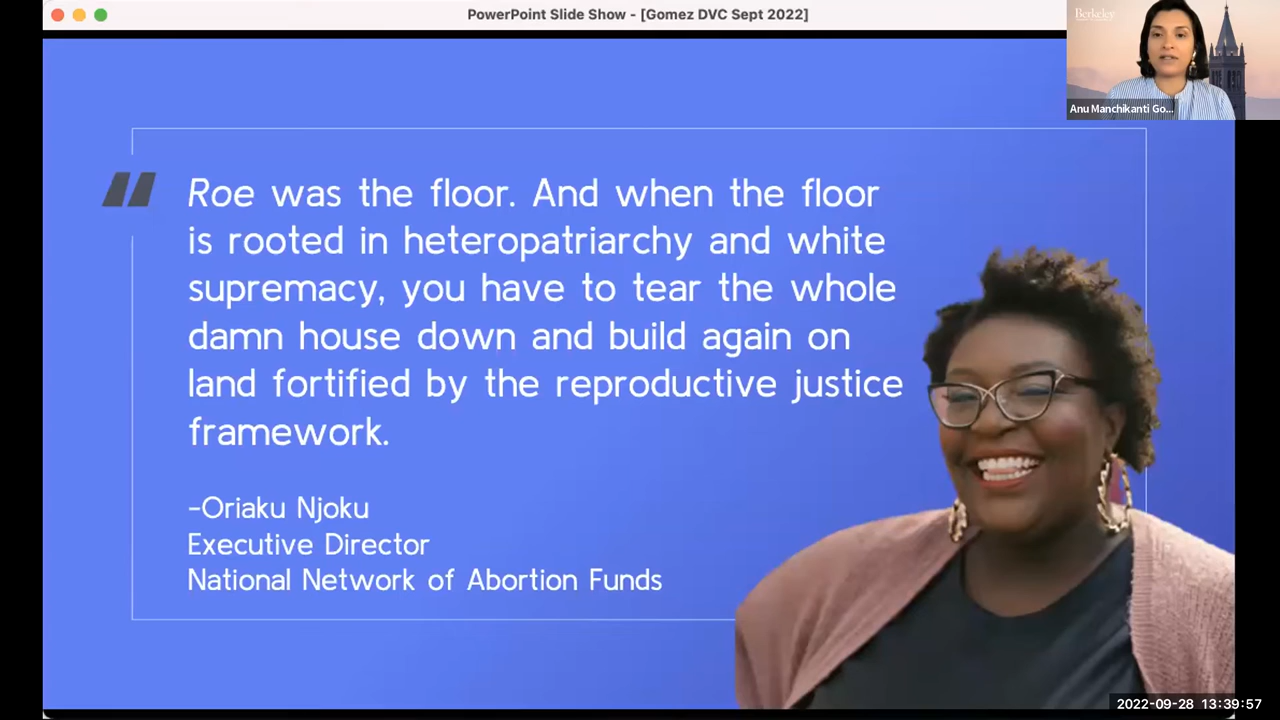 PowerPoint Slide Show - [Gomez DVC Sept 2022]
Berkeley
Anu Manchikanti Go...
"
Roe was the floor. And when the floor
is rooted in heteropatriarchy and white
supremacy, you have to tear the whole
damn house down and build again on
land fortified by the reproductive justice
framework.
-Oriaku Njoku
Executive Director
National Network of Abortion Funds
2022-09-28 13:39:57